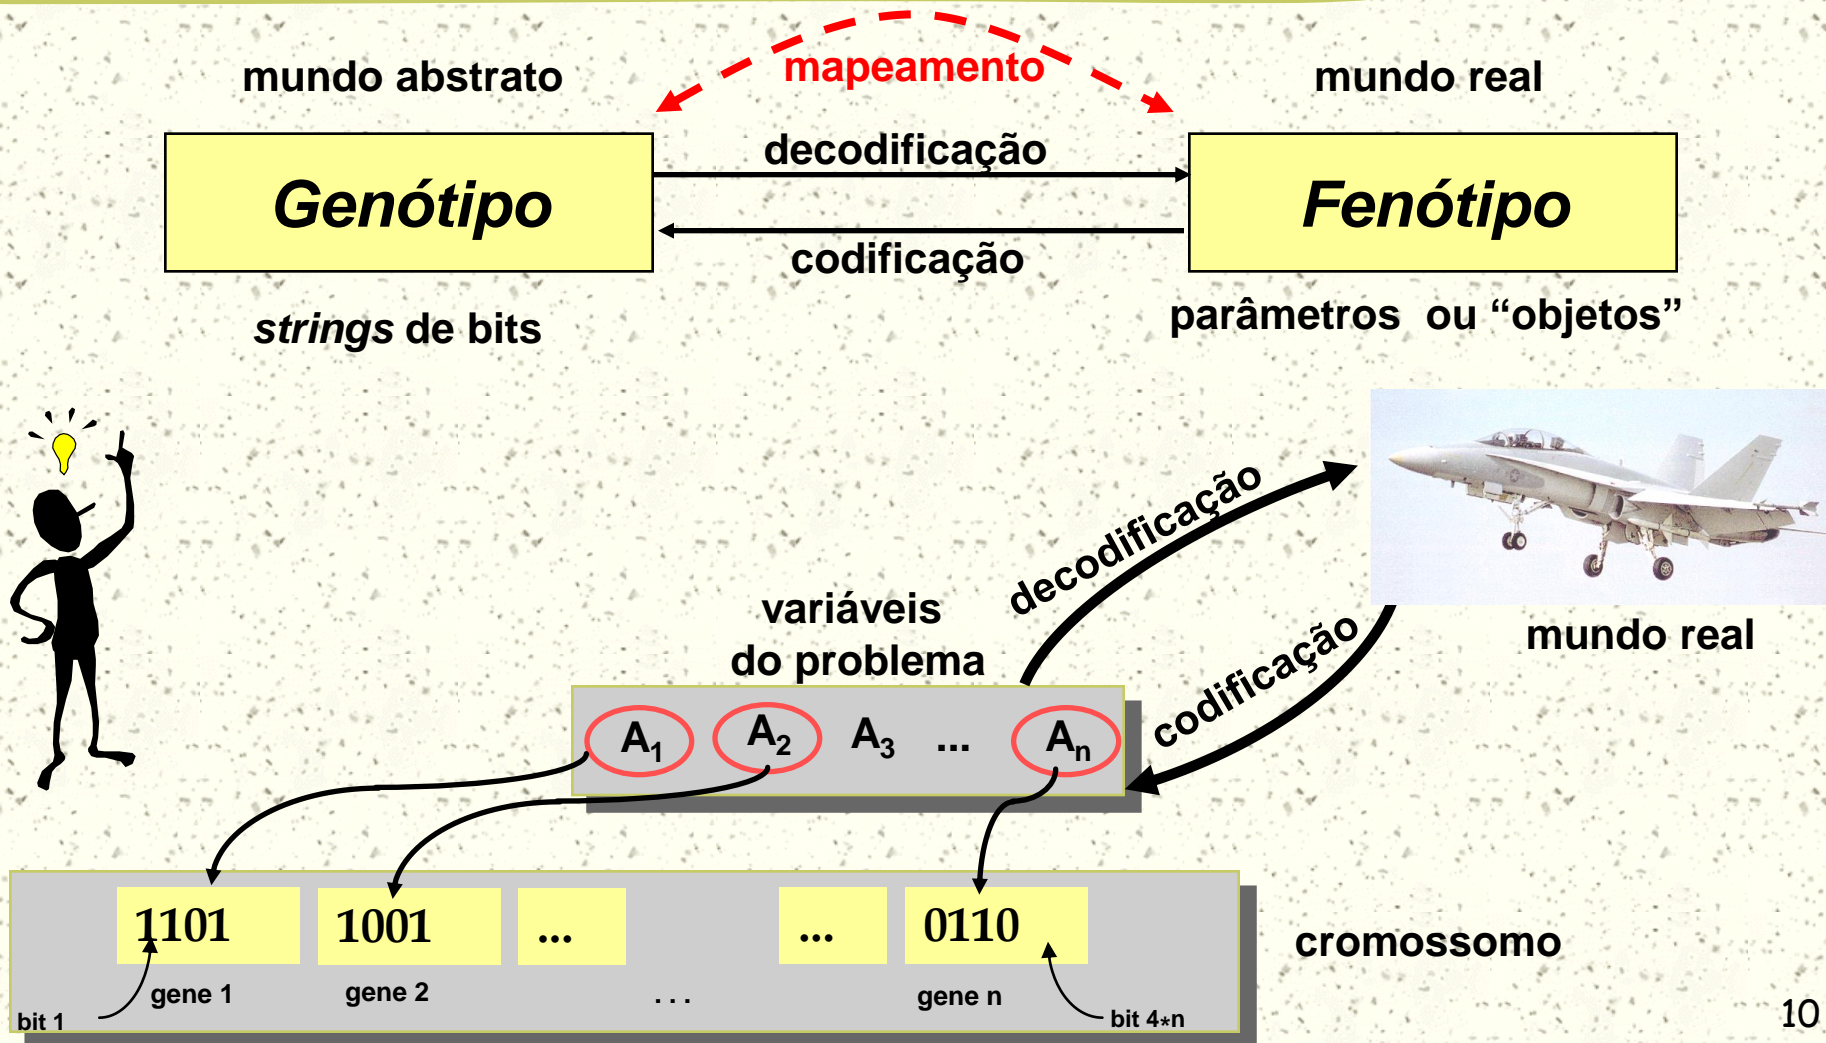 mapeamento
mundo abstrato
mundo real
decodificação
Genótipo
Fenótipo
codificação
strings de bits
parâmetros ou “objetos”
decodificação
variáveis
do problema
codificação
mundo real
A1 A2 A3 ... An
1101 1001 ... ... 0110
cromossomo
gene 1 gene 2 ... gene n
bit 1
bit 4*n
10